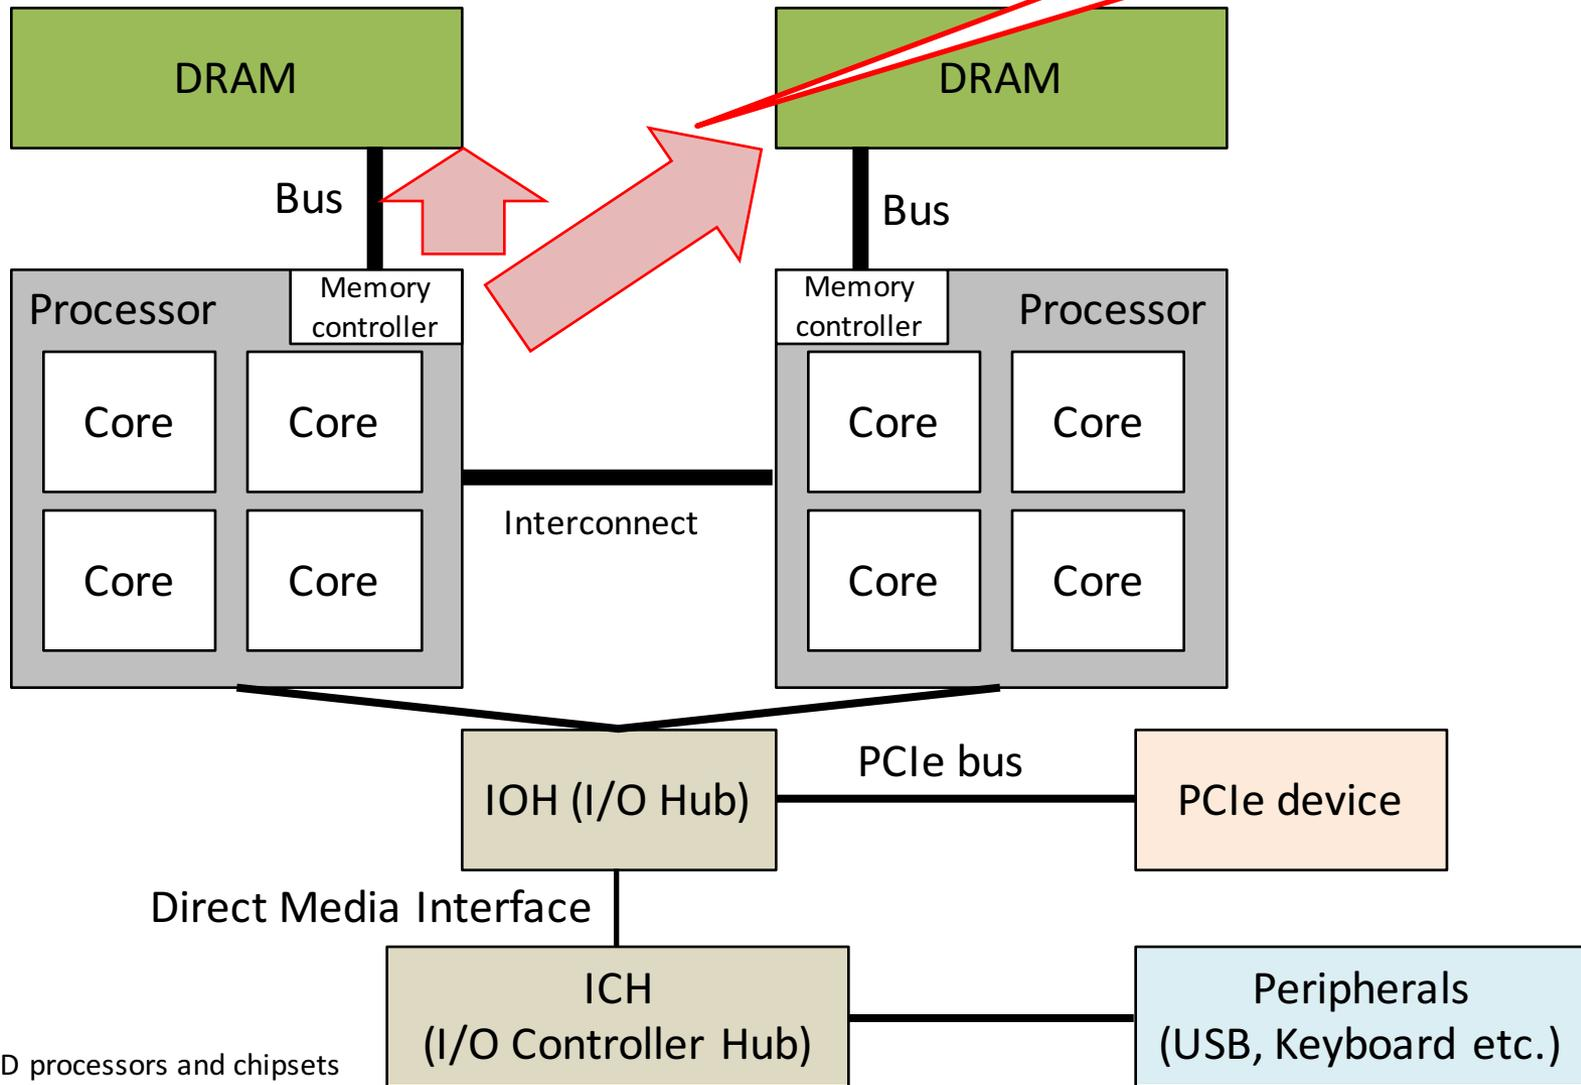 DRAM
DRAM
Bus
Bus
Processor
Memory
controller
Memory
controller
Processor
Core
Core
Core
Core
Interconnect
Core
Core
Core
Core
IOH (I/O Hub)
PCIe bus
PCIe device
Direct Media Interface
ICH
(I/O Controller Hub)
Peripherals
(USB, Keyboard etc.)
D processors and chipsets